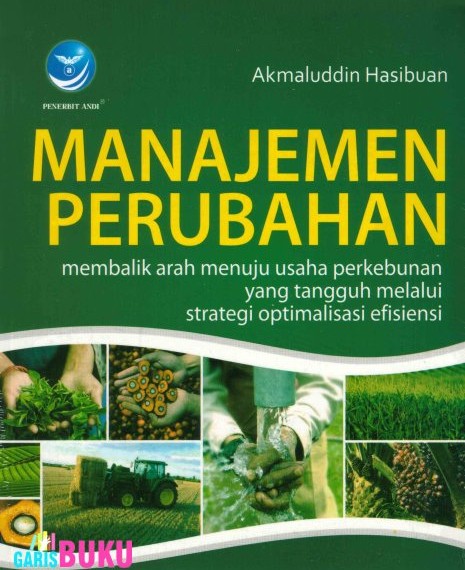 Akmaluddin Hasibuan
PENERBIT ANDI®
MANAJEMEN
PERUBAHAN
membalik arah menuju usaha perkebunan
yang tangguh melalui
strategi optimalisasi efisiensi
GARIS BUKU